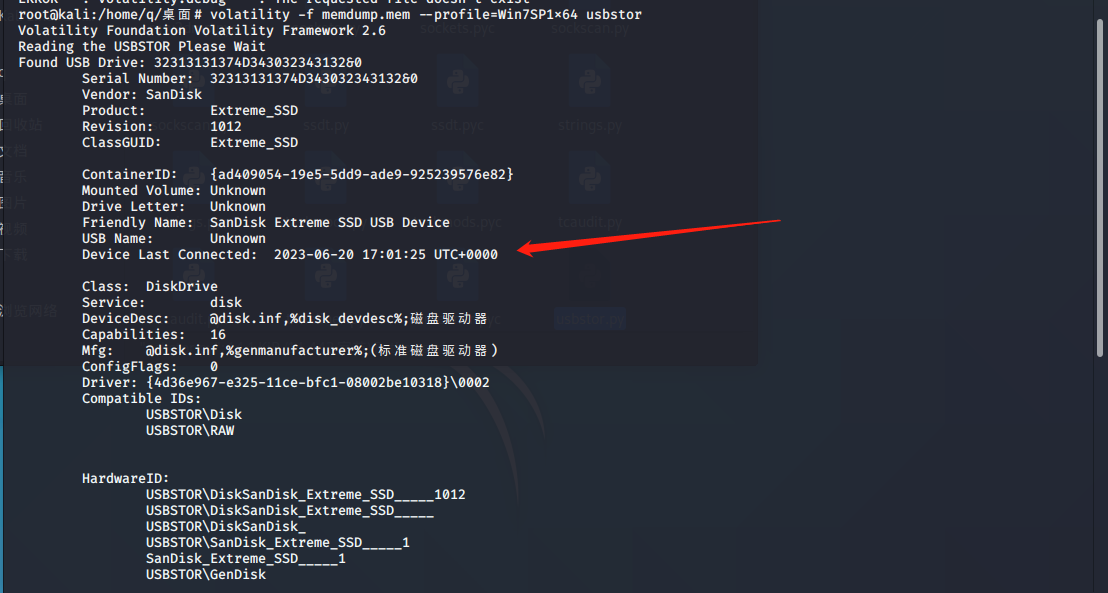 root@kali:/home/q/桌面# volatility -f memdump.mem --profile=Win7SP1×64 usbstor
Volatility Foundation Volatility Framework 2.6
Reading the USBSTOR Please Wait
Found USB Drive: 32313131374D343032343132&0
Serial Number: 32313131374D343032343132&0
Vendor: SanDisk
Product: Extreme_SSD
Revision: 1012
ClassGUID: Extreme_SSD
ContainerID: {ad409054-19e5-5dd9-ade9-925239576e82}
Mounted Volume: Unknown
Drive Letter: Unknown
Friendly Name: SanDisk Extreme SSD USB Device
USB Name: Unknown
Device Last Connected: 2023-06-20 17:01:25 UTC+0000
Class: DiskDrive
Service: disk
DeviceDesc: @disk.inf,%disk_devdesc%;磁盘驱动器
Capabilities: 16
Mfg: @disk.inf,%genmanufacturer%;(标准磁盘驱动器)
ConfigFlags: 0
Driver: {4d36e967-e325-11ce-bfc1-08002be10318}\0002
Compatible IDs:
USBSTOR\Disk
USBSTOR\RAW
HardwareID:
USBSTOR\DiskSanDisk_Extreme_SSD_____1012
USBSTOR\DiskSanDisk_Extreme_SSD_____
USBSTOR\DiskSanDisk_
USBSTOR\SanDisk_Extreme_SSD_____1
SanDisk_Extreme_SSD_____1
USBSTOR\GenDisk